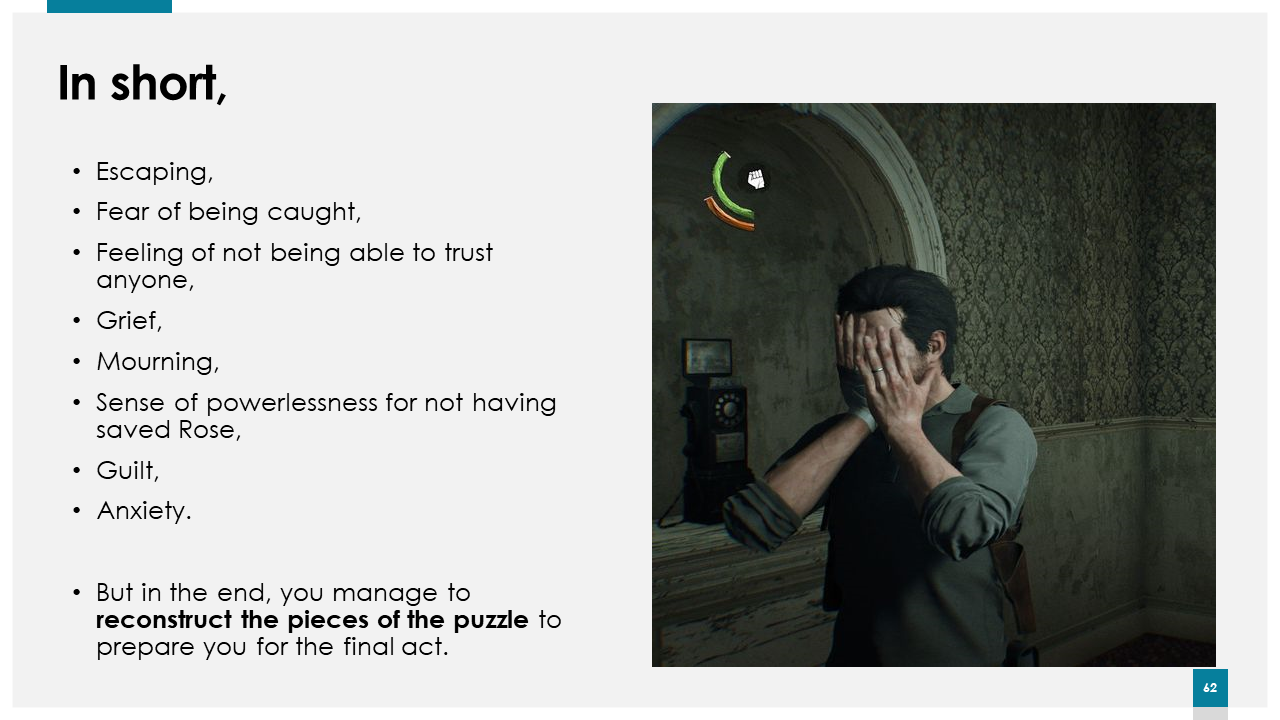 In short,
• Escaping,
• Fear of being caught,
• Feeling of not being able to trust
anyone,
• Grief,
• Mourning,
• Sense of powerlessness for not having
saved Rose,
• Guilt,
• Anxiety.
• But in the end, you manage to
reconstruct the pieces of the puzzle to
prepare you for the final act.
62